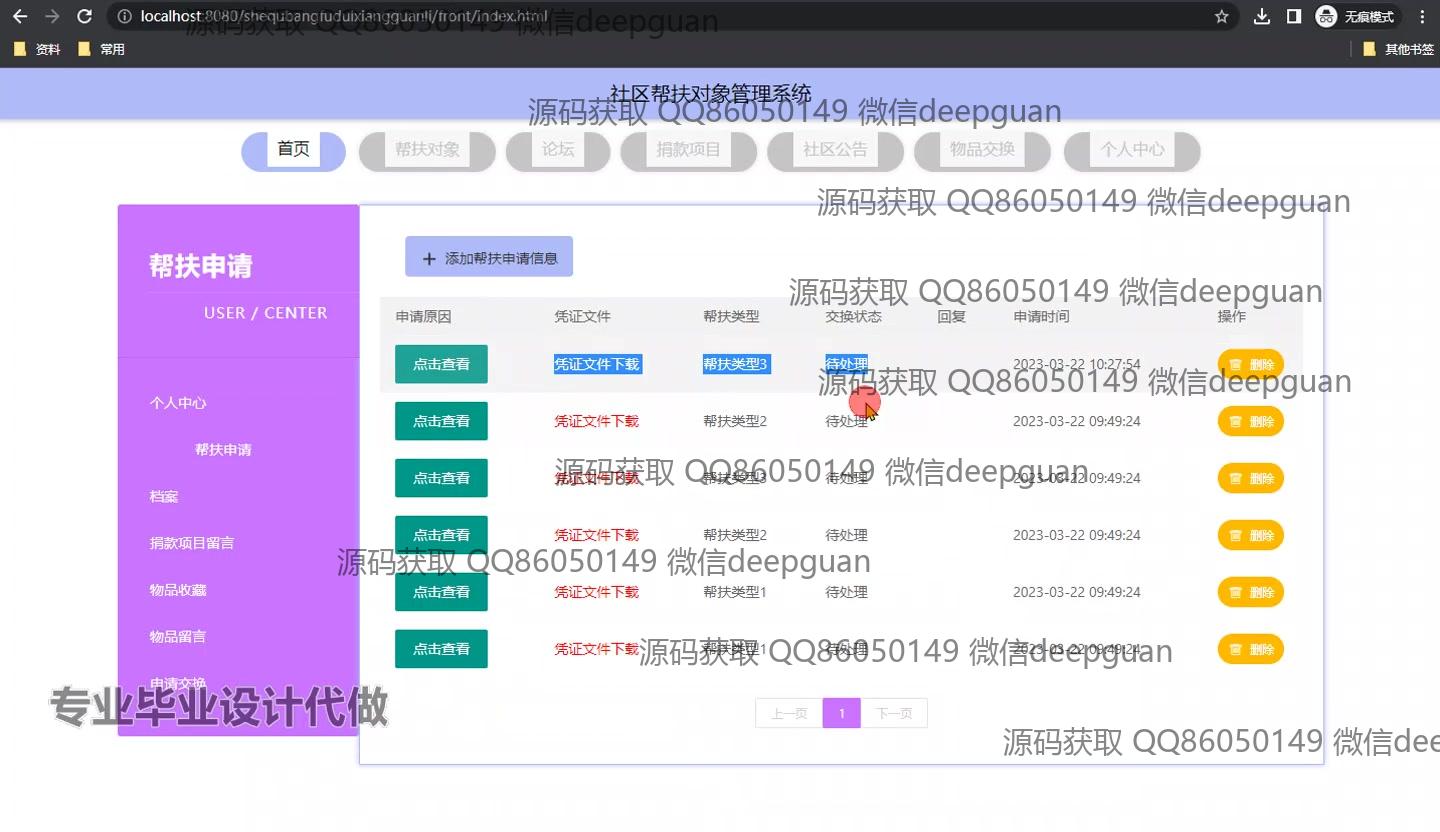 localhost:8080/shequbangfuduixiangguanli/front/index.html
无痕模式
资料
常用
其他书签
源码获取 QQ86050149 微信deepguan
社区帮扶对象管理系统
源码获取 QQ86050149 微信deepguan
首页
帮扶对象
论坛
捐款项目
社区公告
物品交换
个人中心
源码获取 QQ86050149 微信deepguan
帮扶申请
USER / CENTER
+ 添加帮扶申请信息
源码获取 QQ86050149 微信deepguan
申请原因 凭证文件 帮扶类型 交换状态 回复 申请时间 操作
点击查看 凭证文件下载 帮扶类型3 待处理 2023-03-22 10:27:54 删除
源码获取 QQ86050149 微信deepguan
个人中心
点击查看 凭证文件下载 帮扶类型2 待处理 2023-03-22 09:49:24 删除
帮扶申请
点击查看 凭证文件下载 帮扶类型3 待处理 2023-03-22 09:49:24 删除
源码获取 QQ86050149 微信deepguan
档案
点击查看 凭证文件下载 帮扶类型2 待处理 2023-03-22 09:49:24 删除
捐款项目留言
源码获取 QQ86050149 微信deepguan
点击查看 凭证文件下载 帮扶类型1 待处理 2023-03-22 09:49:24 删除
物品收藏
物品留言
点击查看 凭证文件下载 帮扶类型1 待处理 2023-03-22 09:49:24 删除
源码获取 QQ86050149 微信deepguan
申请交换
专业毕业设计代做
上一页 1 下一页
源码获取 QQ86050149 微信dee